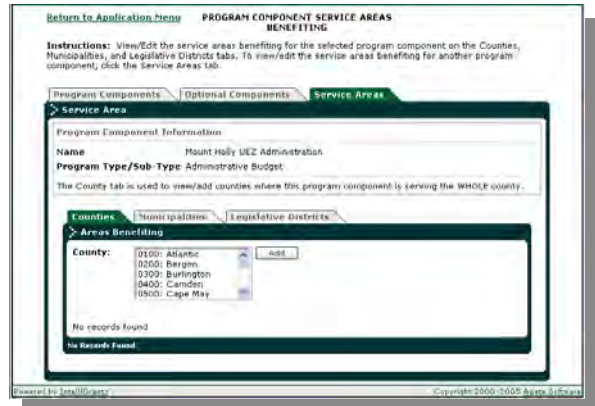 Return to Application Menu
PROGRAM COMPONENT SERVICE AREAS
BENEFITING
Instructions: View/Edit the service areas benefiting for the selected program component on the Counties,
Municipalities, and Legislative Districts tabs. To view/edit the service areas benefiting for another program
component, click the Service Areas tab.
Program Components Optional Components Service Areas
Service Area
Program Component Information
Name Mount Holly UEZ Administration
Program Type/Sub-Type Administrative Budget
The County tab is used to view/add counties where this program component is serving the WHOLE county.
Counties Municipalities Legislative Districts
Areas Benefiting
County: 0100: Atlantic Add
0200: Bergen
0300: Burlington
0400: Camden
0500: Cape May
No records found
No Records Found
Powered by IntelliGrants Copyright 2000-2005 Agate Software